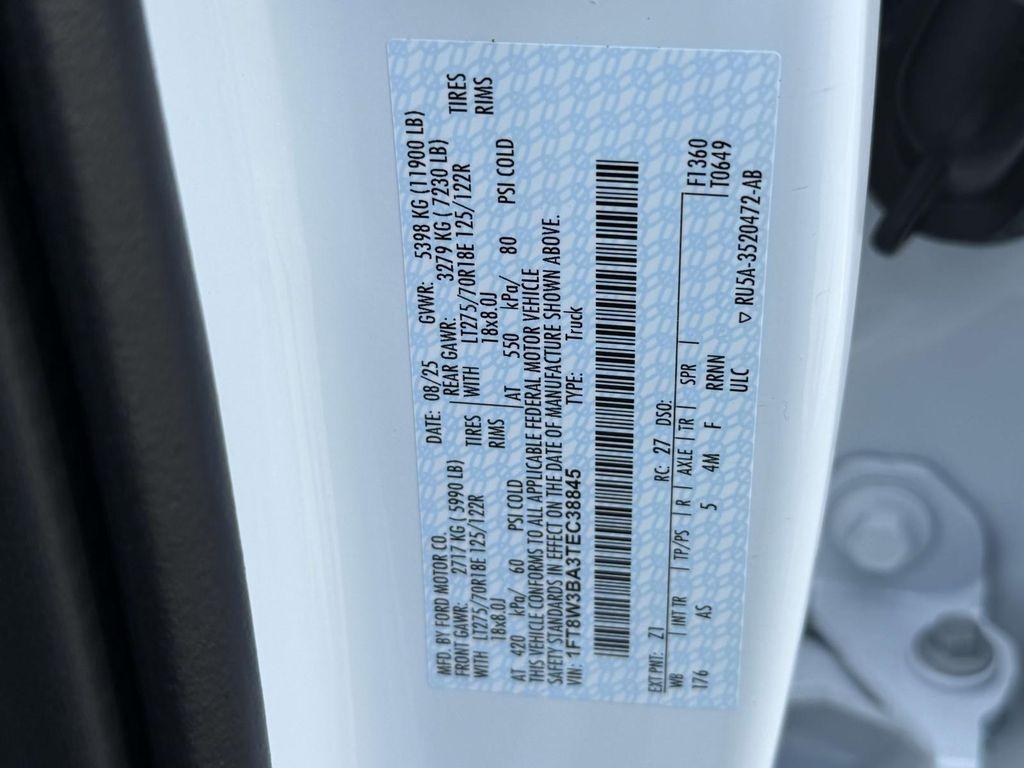 MFD. BY FORD MOTOR CO. DATE: 08/25 GVWR: 5398 KG (11900 LB)
FRONT GAWR: 2717 KG ( 5990 LB) REAR GAWR: 3279 KG ( 7230 LB)
WITH LT275/70R18E 125/122R TIRES WITH LT275/70R18E 125/122R TIRES
18x8.0J RIMS 18x8.0J RIMS
AT 420 kPa/ 60 PSI COLD AT 550 kPa/ 80 PSI COLD
THIS VEHICLE CONFORMS TO ALL APPLICABLE FEDERAL MOTOR VEHICLE
SAFETY STANDARDS IN EFFECT ON THE DATE OF MANUFACTURE SHOWN ABOVE.
VIN: 1FT8W3BA3TEC38845 TYPE: Truck
EXT PNT: Z1 RC: 27 DSO: F1360
WB INT TR TP/PS R AXLE TR SPR T0649
176 AS 5 4M F RRNN
ULC
▽ RU5A-3520472-AB